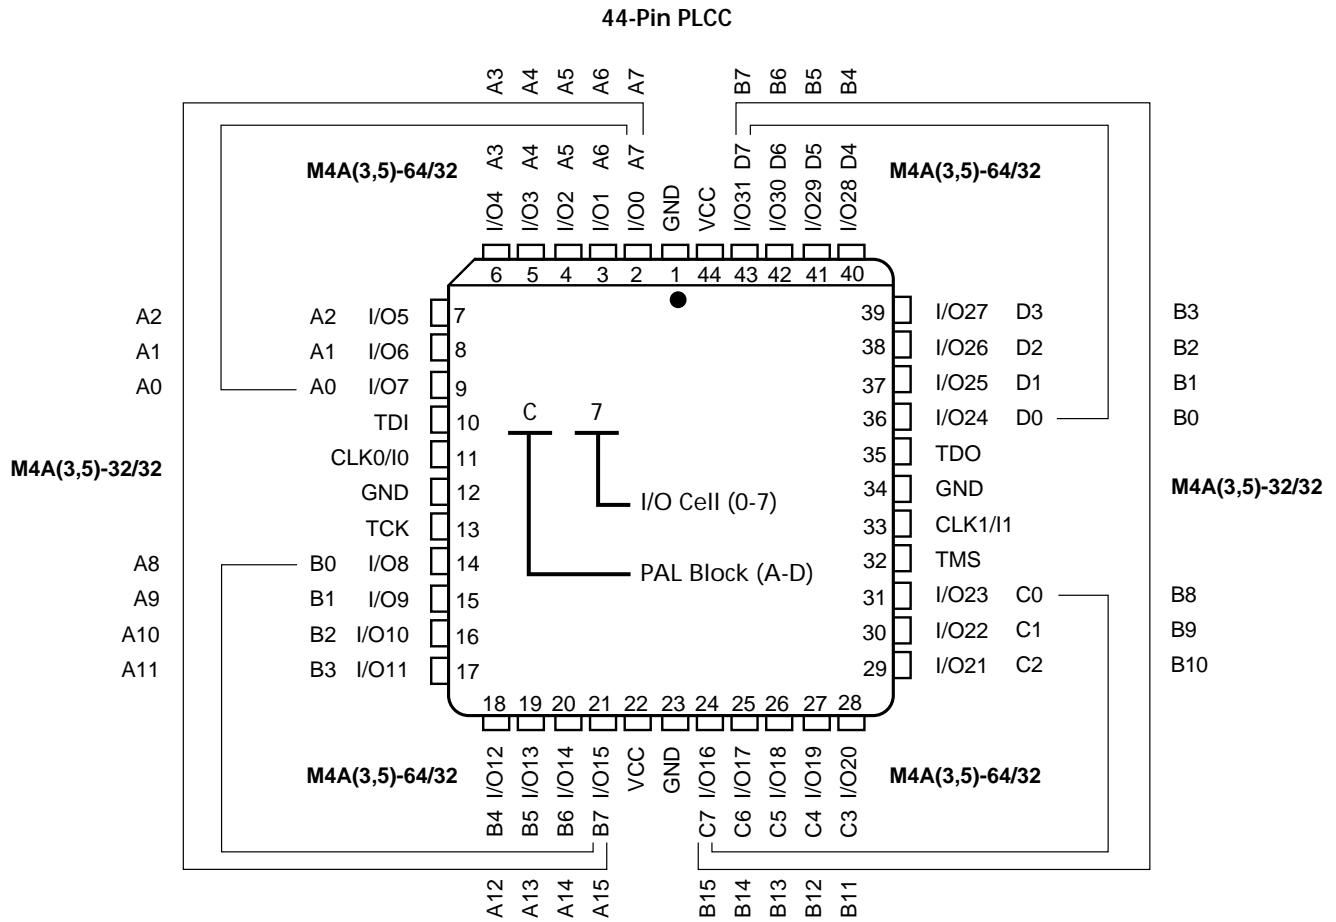 44-Pin PLCC
A3 A4 A5 A6 A7 B7 B6 B5 B4
M4A(3,5)-64/32 A3 A4 A5 A6 A7 D7 D6 D5 D4 M4A(3,5)-64/32
I/O4 I/O3 I/O2 I/O1 I/O0 GND VCC I/O31 I/O30 I/O29 I/O28
6 5 4 3 2 1 44 43 42 41 40
A2 A2 I/O5 7 39 I/O27 D3 B3
A1 A1 I/O6 8 38 I/O26 D2 B2
A0 A0 I/O7 9 37 I/O25 D1 B1
TDI 10 C 7 36 I/O24 D0 B0
CLK0/I0 11 35 TDO
M4A(3,5)-32/32
GND 12 34 GND
M4A(3,5)-32/32
I/O Cell (0-7)
TCK 13 33 CLK1/I1
A8 B0 I/O8 14 32 TMS
PAL Block (A-D)
A9 B1 I/O9 15 31 I/O23 C0 B8
A10 B2 I/O10 16 30 I/O22 C1 B9
A11 B3 I/O11 17 29 I/O21 C2 B10
18 19 20 21 22 23 24 25 26 27 28
M4A(3,5)-64/32 I/O12 I/O13 I/O14 I/O15 VCC GND I/O16 I/O17 I/O18 I/O19 I/O20 M4A(3,5)-64/32
B4 B5 B6 B7 C7 C6 C5 C4 C3
A12 A13 A14 A15 B15 B14 B13 B12 B11